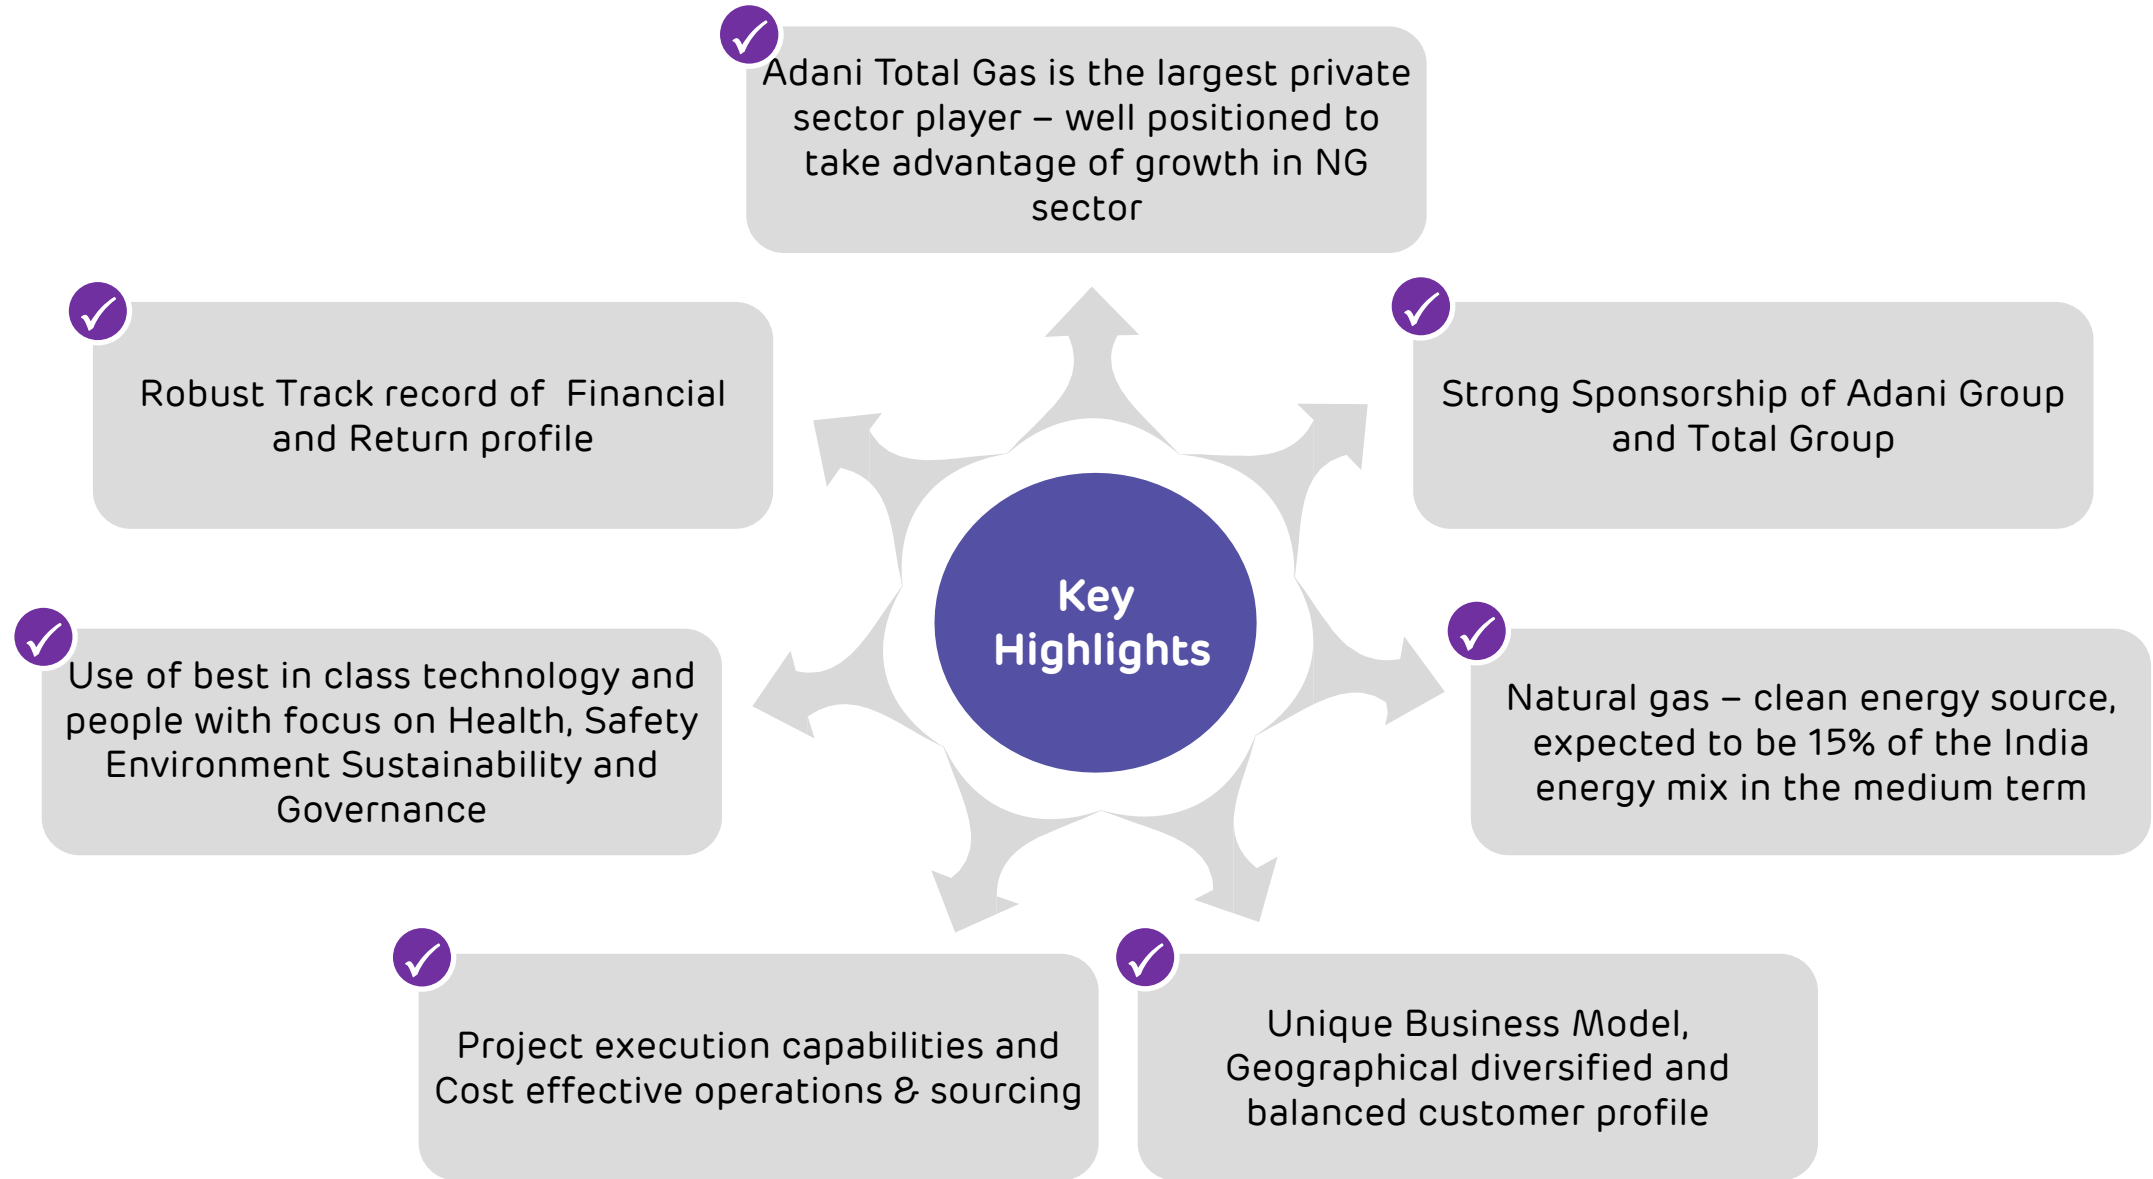 Adani Total Gas is the largest private
sector player – well positioned to
take advantage of growth in NG
sector
Robust Track record of  Financial
and Return profile
Strong Sponsorship of Adani Group
and Total Group
Key
Highlights
Use of best in class technology and
people with focus on Health, Safety
Environment Sustainability and
Governance
Natural gas – clean energy source,
expected to be 15% of the India
energy mix in the medium term
Project execution capabilities and
Cost effective operations & sourcing
Unique Business Model,
Geographical diversified and
balanced customer profile